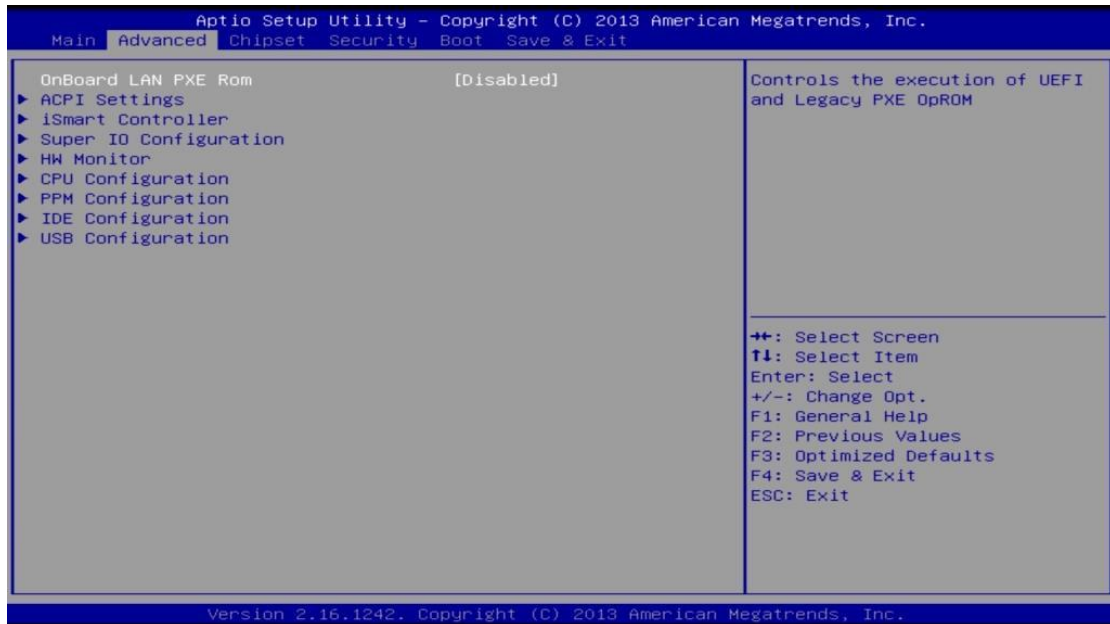 Aptio Setup Utility – Copyright (C) 2013 American Megatrends, Inc.
Main Advanced Chipset Security Boot Save & Exit
OnBoard LAN PXE Rom [Disabled]
► ACPI Settings
► iSmart Controller
► Super IO Configuration
► HW Monitor
► CPU Configuration
► PPM Configuration
► IDE Configuration
► USB Configuration
Controls the execution of UEFI
and Legacy PXE OpROM
→←: Select Screen
↑↓: Select Item
Enter: Select
+/-: Change Opt.
F1: General Help
F2: Previous Values
F3: Optimized Defaults
F4: Save & Exit
ESC: Exit
Version 2.16.1242. Copyright (C) 2013 American Megatrends, Inc.